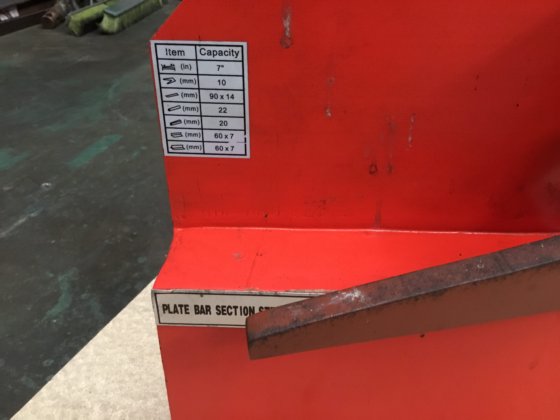 Item Capacity
(in) 7"
(mm) 10
(mm) 90 x 14
(mm) 22
(mm) 20
(mm) 60 x 7
(mm) 60 x 7
PLATE BAR SECTION